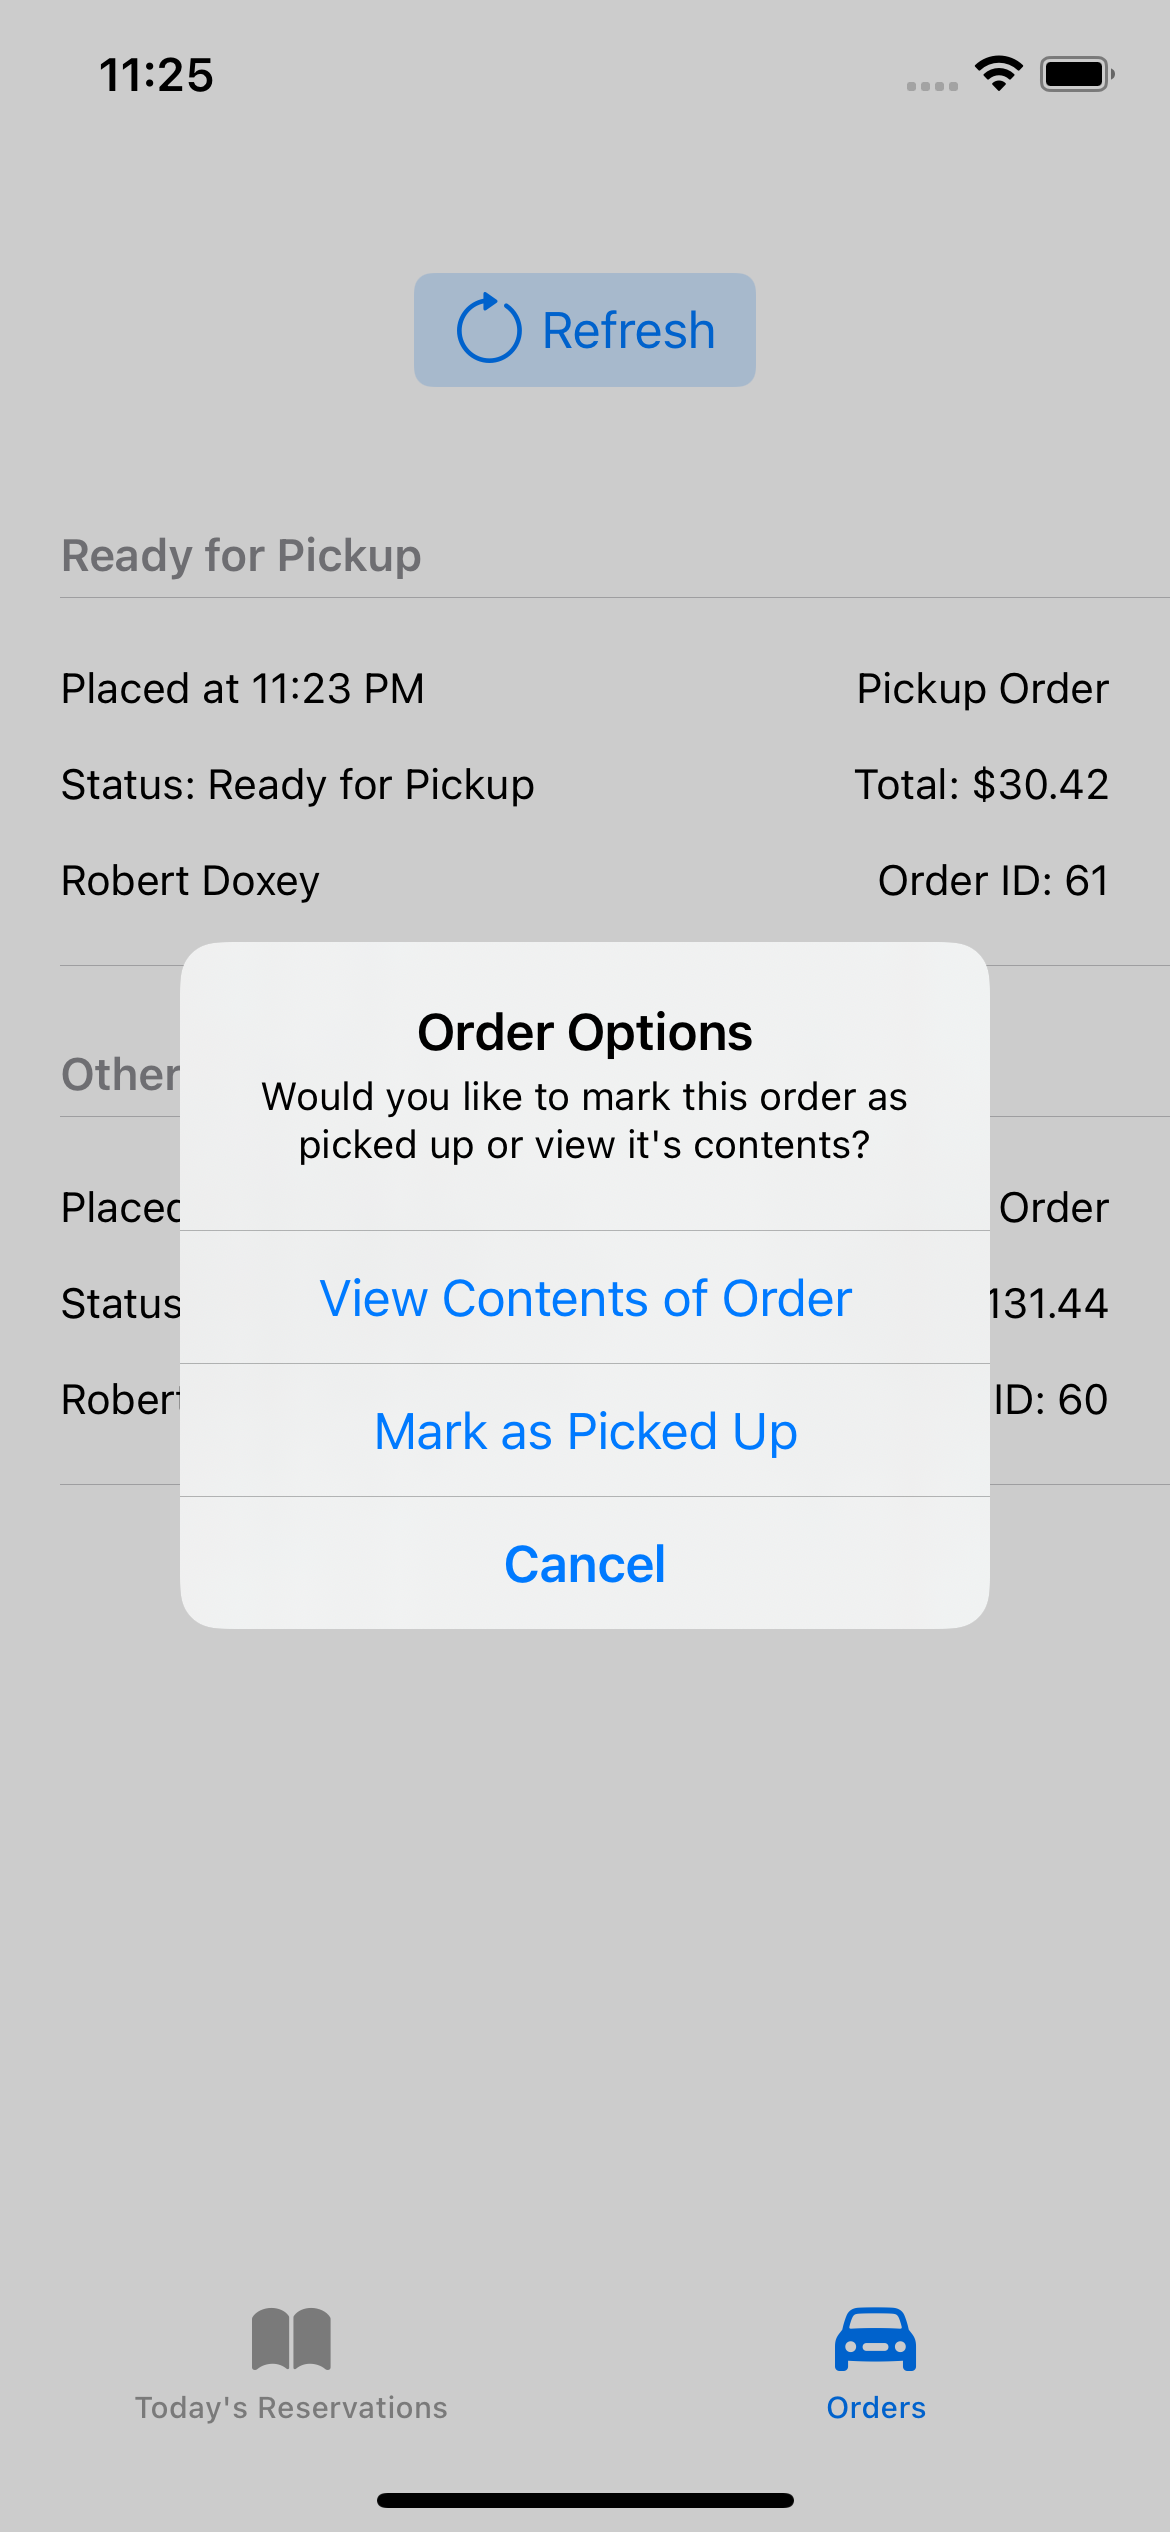 11:25
Refresh
Ready for Pickup
Placed at 11:23 PM
Pickup Order
Status: Ready for Pickup
Total: $30.42
Robert Doxey
Order ID: 61
Order Options
Would you like to mark this order as
picked up or view it's contents?
View Contents of Order
Mark as Picked Up
Cancel
Other
Placed
Order
Status
131.44
Robert
ID: 60
Today's Reservations
Orders